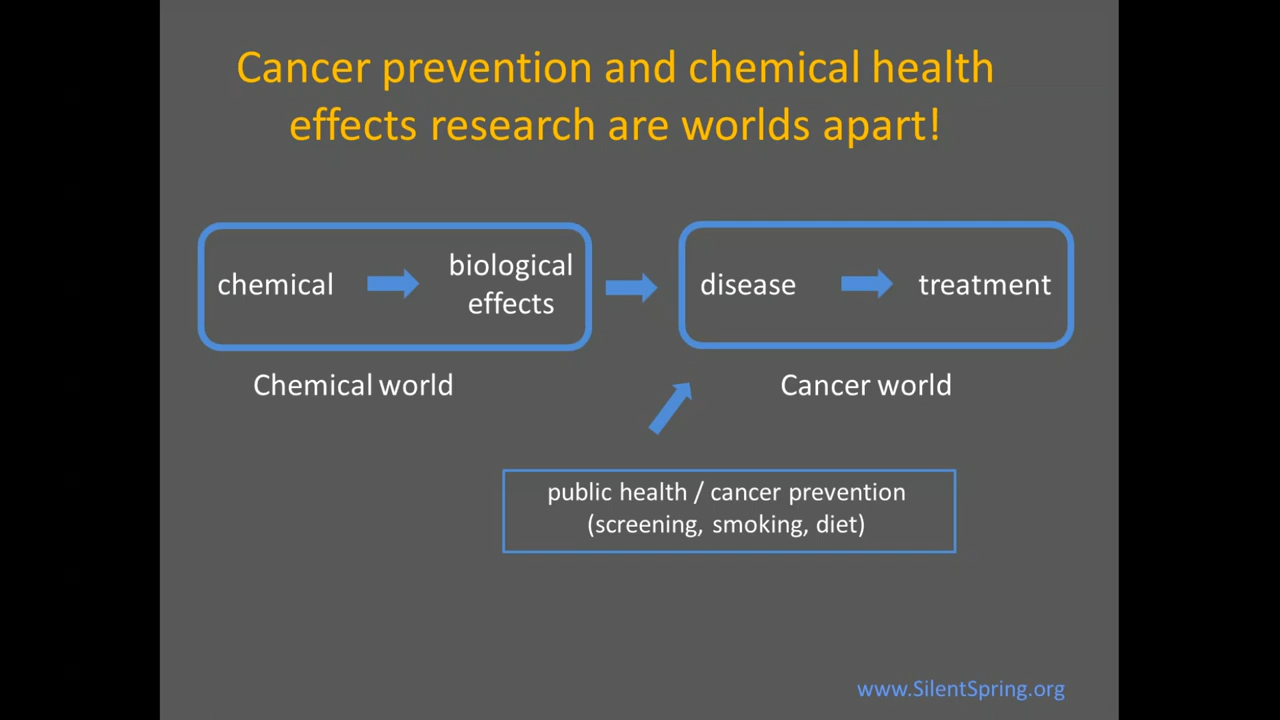 Cancer prevention and chemical health
effects research are worlds apart!
chemical
biological
effects
disease
treatment
Chemical world
Cancer world
public health / cancer prevention
(screening, smoking, diet)
www.SilentSpring.org